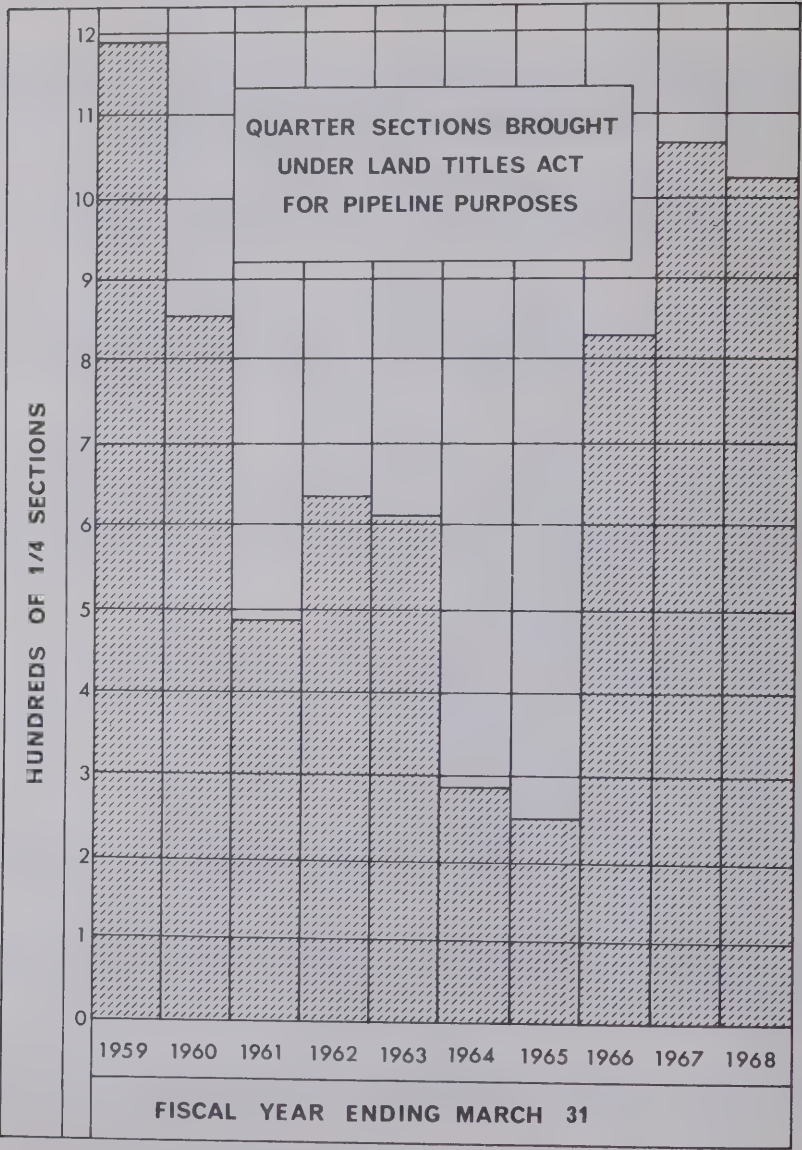 QUARTER SECTIONS BROUGHT
UNDER LAND TITLES ACT
FOR PIPELINE PURPOSES
HUNDREDS OF 1/4 SECTIONS
12
11
10
9
8
7
6
5
4
3
2
1
0
1959 1960 1961 1962 1963 1964 1965 1966 1967 1968
FISCAL YEAR ENDING MARCH 31